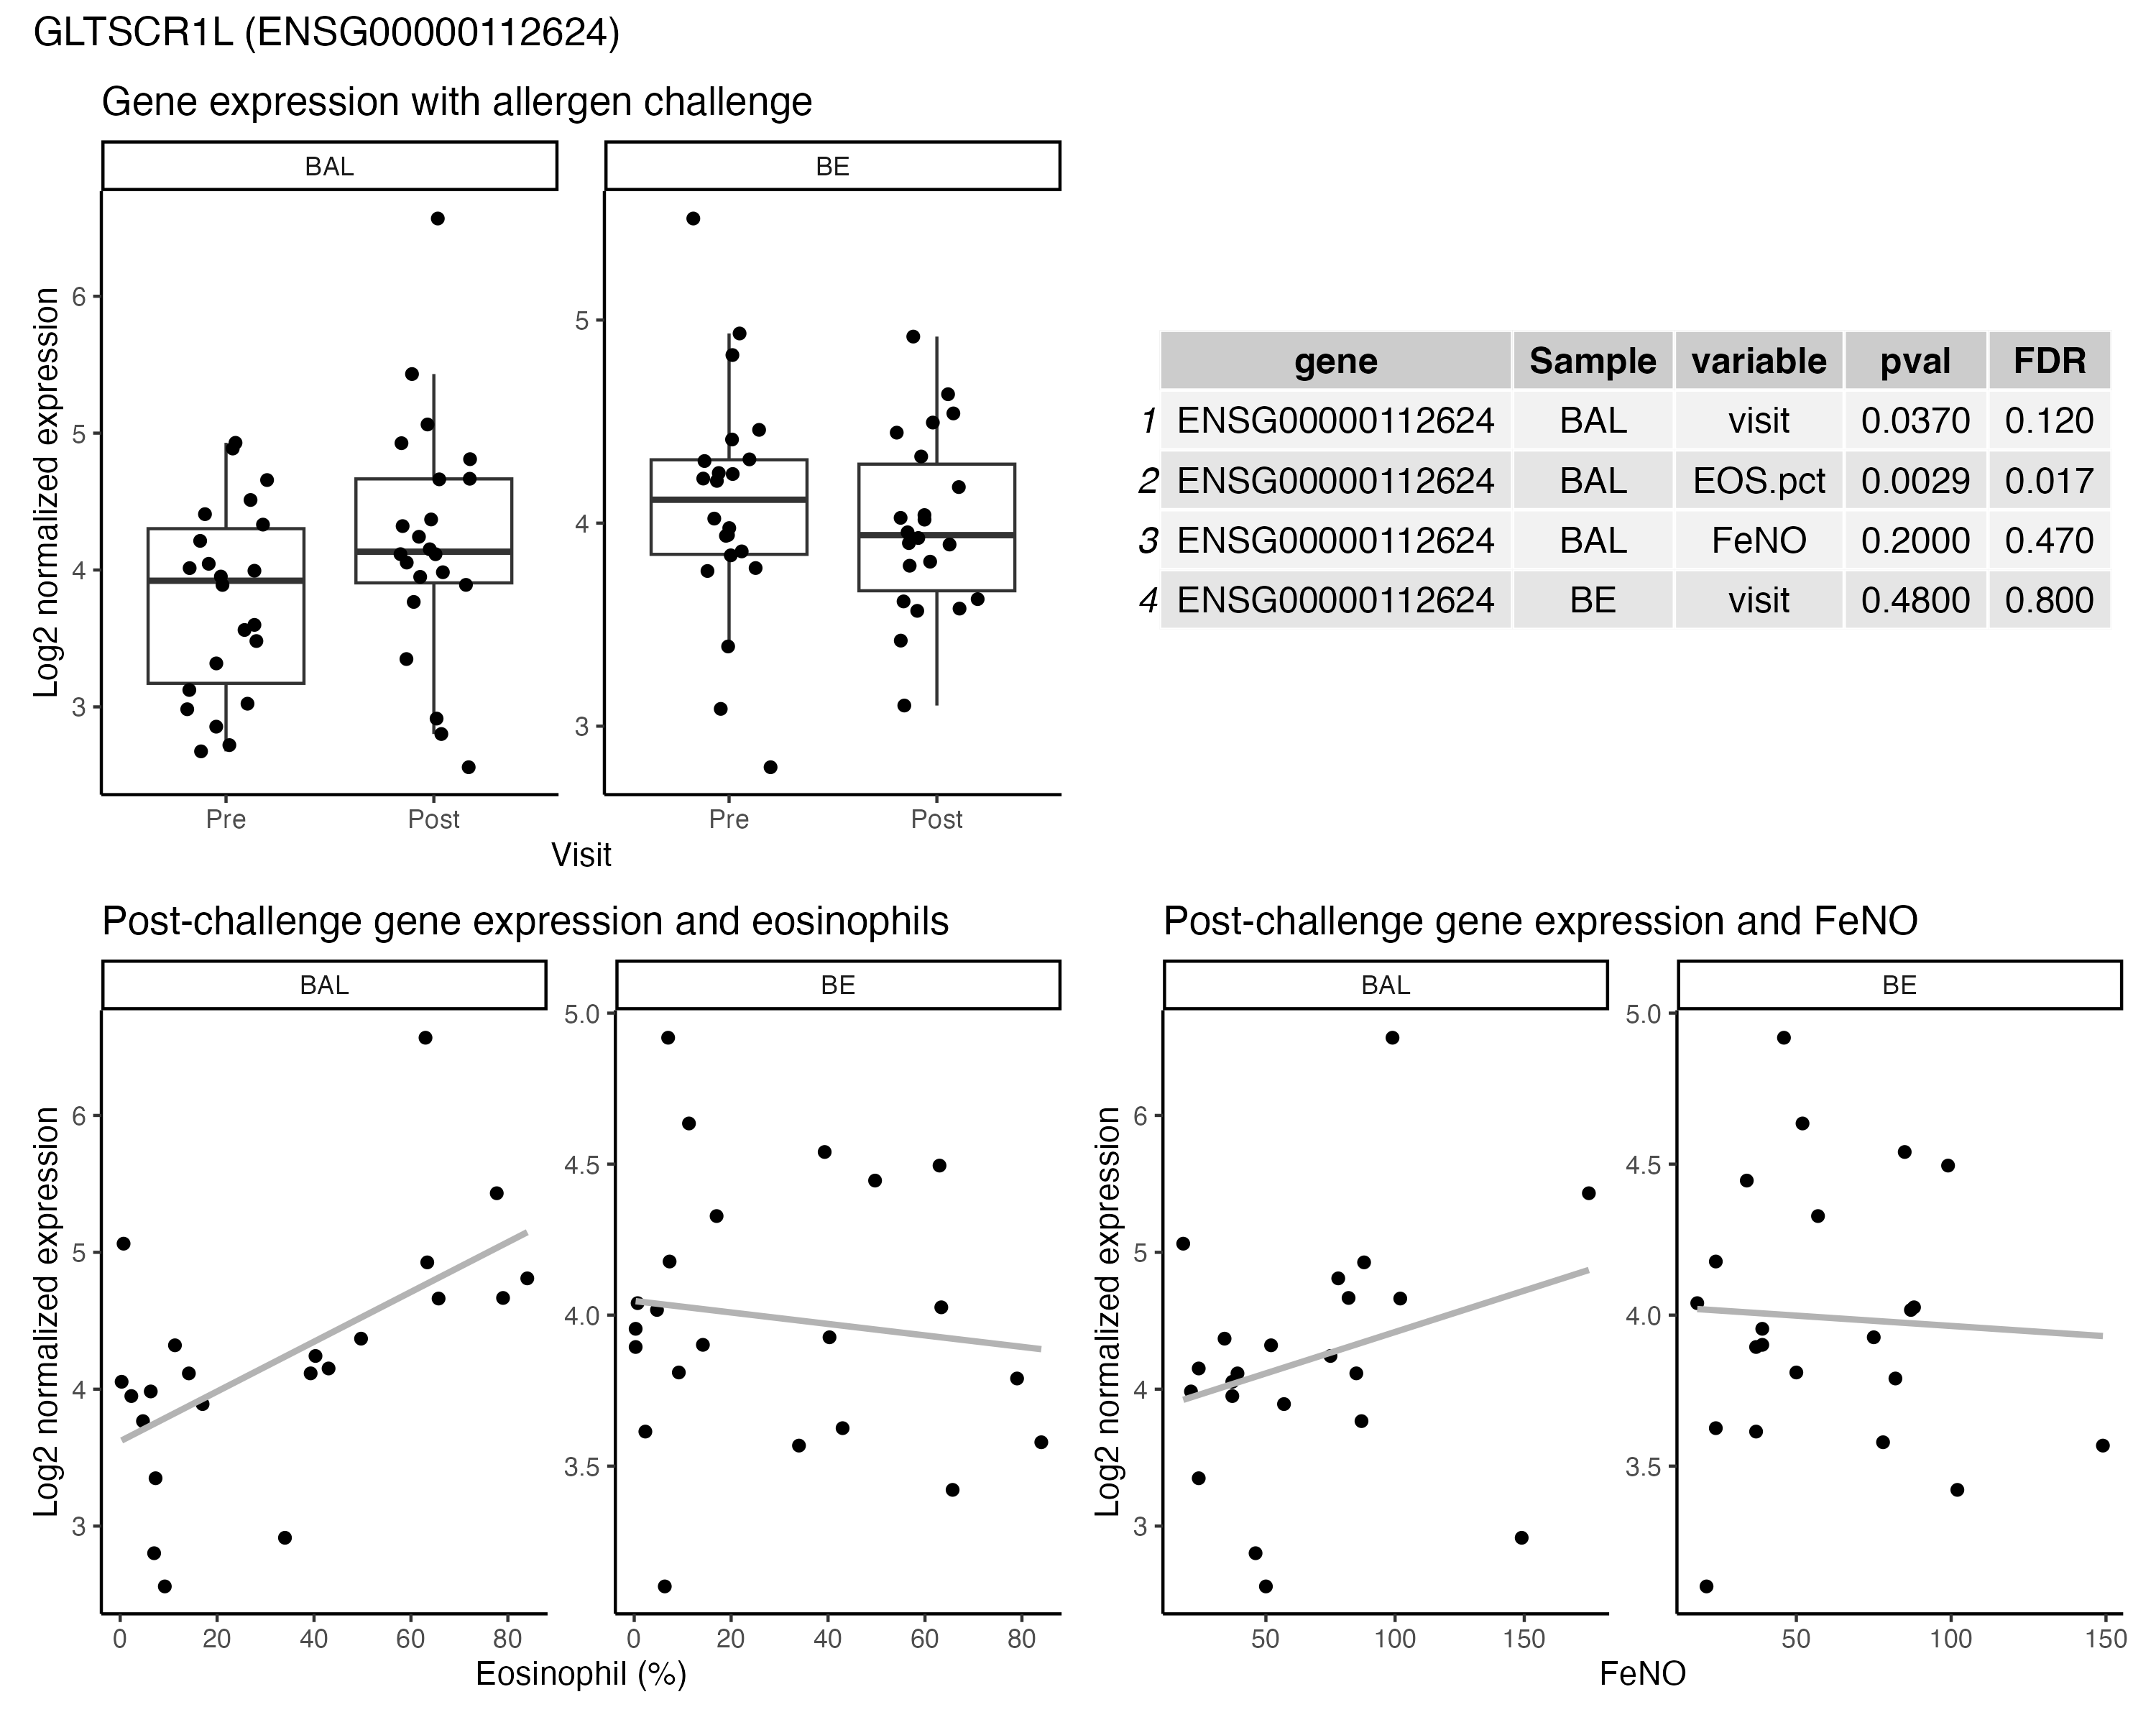 GLTSCR1L (ENSG00000112624)
Gene expression with allergen challenge
BAL
BE
Log2 normalized expression
6
5
4
3
5
4
3
Pre
Post
Pre
Post
Visit
gene Sample variable pval FDR
1 ENSG00000112624 BAL visit 0.0370 0.120
2 ENSG00000112624 BAL EOS.pct 0.0029 0.017
3 ENSG00000112624 BAL FeNO 0.2000 0.470
4 ENSG00000112624 BE visit 0.4800 0.800
Post-challenge gene expression and eosinophils
BAL
BE
Log2 normalized expression
6
5
4
3
5.0
4.5
4.0
3.5
0 20 40 60 80
0 20 40 60 80
Eosinophil (%)
Post-challenge gene expression and FeNO
BAL
BE
Log2 normalized expression
6
5
4
3
5.0
4.5
4.0
3.5
50 100 150
50 100 150
FeNO